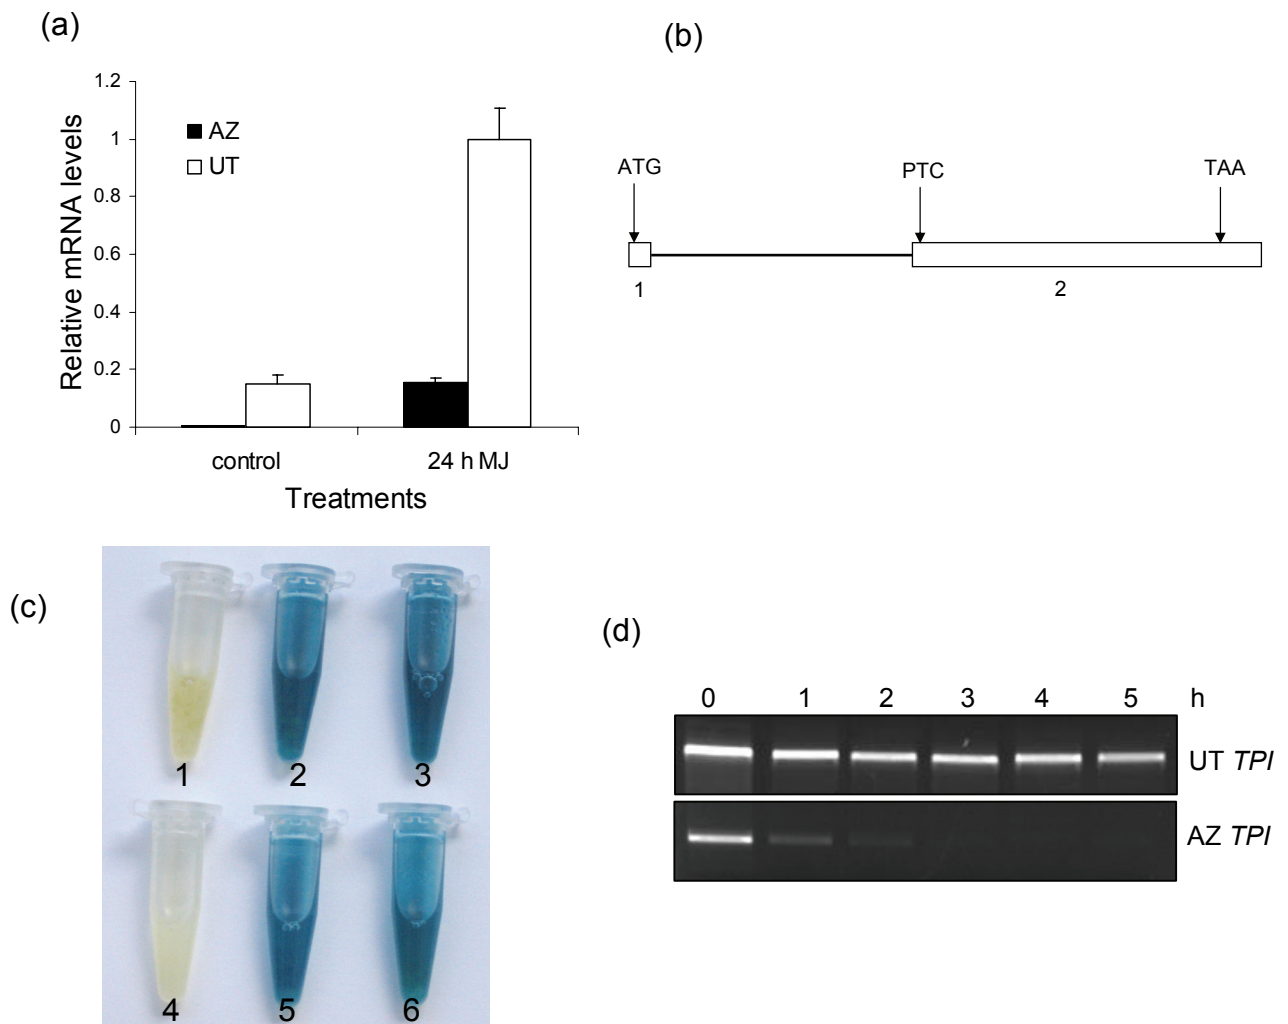 (a)
1.2
1
0.8
0.6
0.4
0.2
0
Relative mRNA levels
AZ
UT
control
24 h MJ
Treatments
(b)
ATG
PTC
TAA
1
2
(c)
1
2
3
4
5
6
(d)
0 1 2 3 4 5 h
UT TPI
AZ TPI